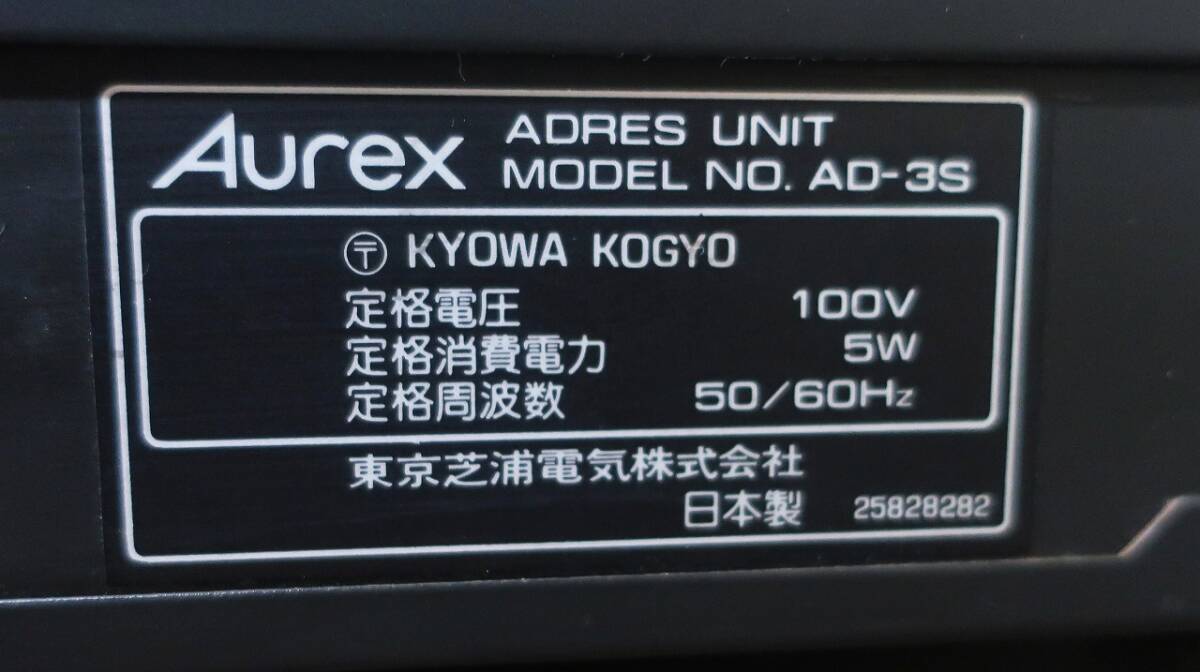 Aurex
ADRES UNIT
MODEL NO. AD-3S
〶 KYOWA KOGYO
定格電圧 100V
定格消費電力 5W
定格周波数 50/60Hz
東京芝浦電気株式会社
日本製 25828282